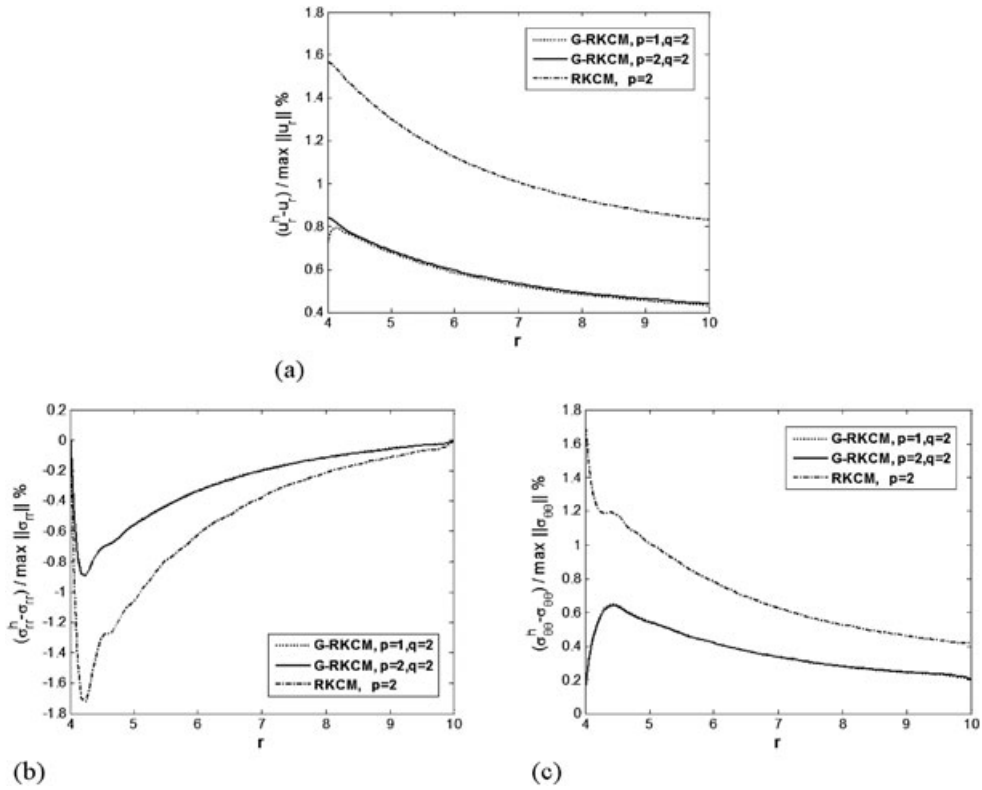 1.8
1.6
1.4
1.2
1
0.8
0.6
0.4
4 5 6 7 8 9 10
r
(u_r^h-u_r) / max ||u_r|| %
G-RKCM, p=1,q=2
G-RKCM, p=2,q=2
RKCM, p=2
(a)
0.2
0
-0.2
-0.4
-0.6
-0.8
-1
-1.2
-1.4
-1.6
-1.8
4 5 6 7 8 9 10
r
(σ_rr^h-σ_rr) / max ||σ_rr|| %
G-RKCM, p=1,q=2
G-RKCM, p=2,q=2
RKCM, p=2
(b)
1.8
1.6
1.4
1.2
1
0.8
0.6
0.4
0.2
0
4 5 6 7 8 9 10
r
(σ_θθ^h-σ_θθ) / max ||σ_θθ|| %
G-RKCM, p=1,q=2
G-RKCM, p=2,q=2
RKCM, p=2
(c)